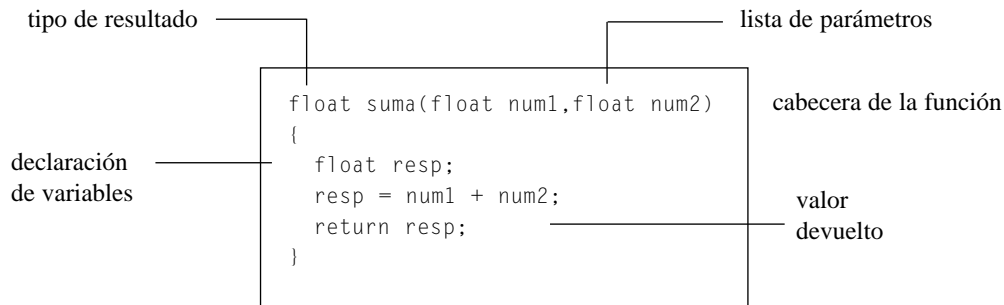 tipo de resultado
lista de parámetros
float suma(float num1,float num2)
cabecera de la función
{
declaración
de variables
float resp;
resp = num1 + num2;
return resp;
valor
devuelto
}